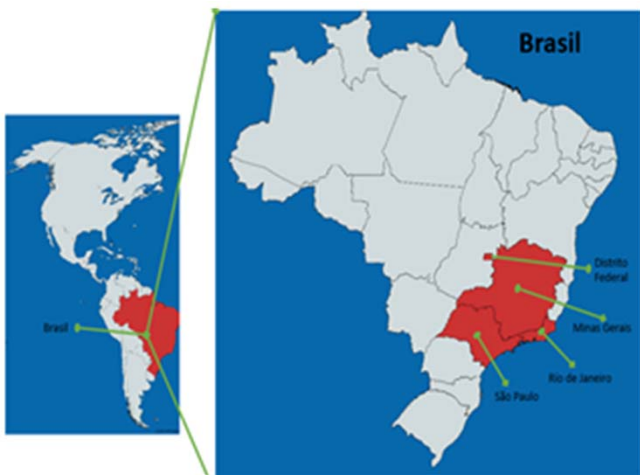 Brasil
Brasil
Distrito
Federal
Minas Gerais
Rio de Janeiro
São Paulo